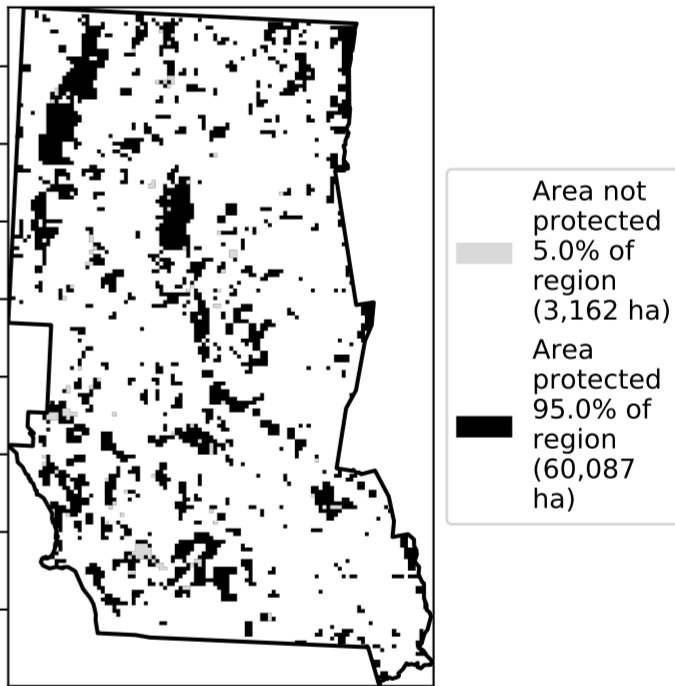 Area not
protected
5.0% of
region
(3,162 ha)
Area
protected
95.0% of
region
(60,087
ha)